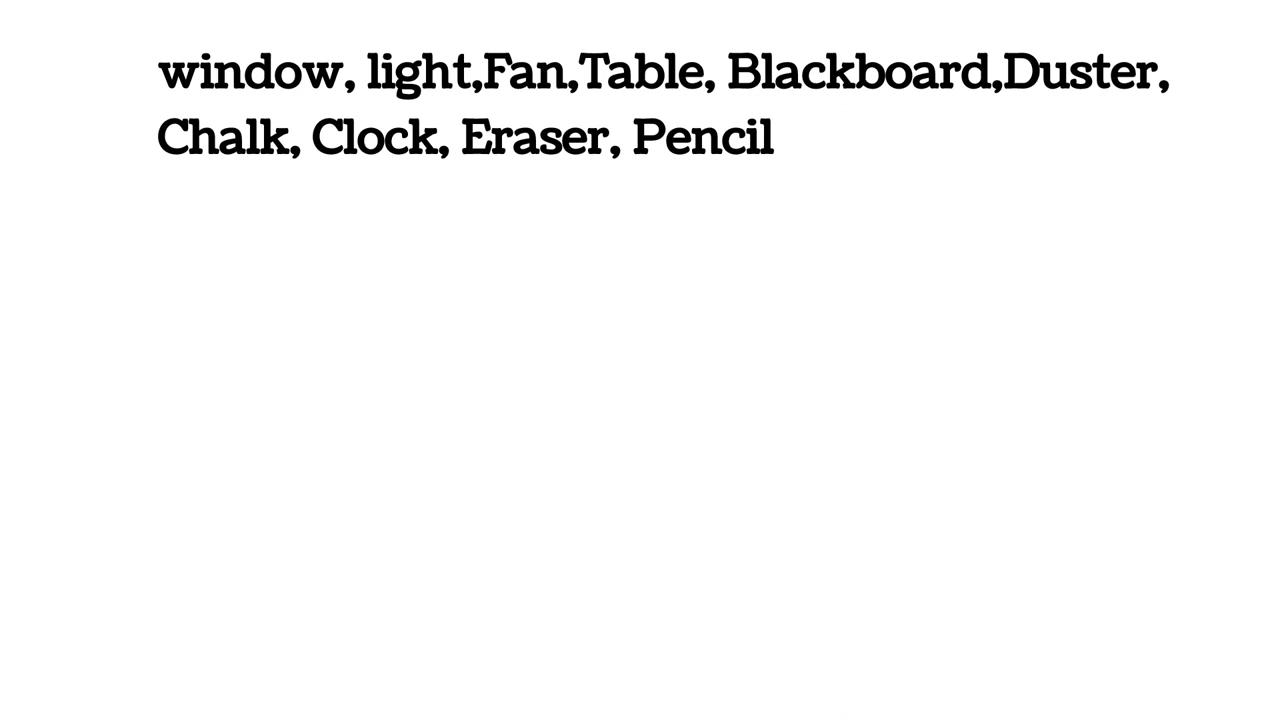 window, light,Fan,Table, Blackboard,Duster,
Chalk, Clock, Eraser, Pencil